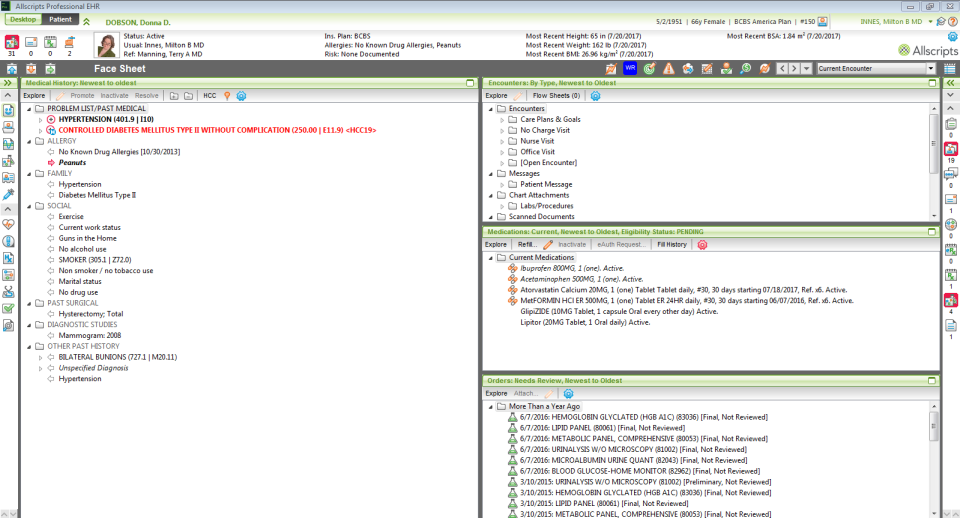 Allscripts Professional EHR
Desktop Patient
DOBSON, Donna D.
5/2/1951 | 66y Female | BCBS America Plan | #150
INNES, Milton B MD
31 0 0 2
Status: Active
Usual: Innes, Milton B MD
Ref: Manning, Terry A MD
Ins. Plan: BCBS
Allergies: No Known Drug Allergies, Peanuts
Risk: None Documented
Most Recent Height: 65 in (7/20/2017)
Most Recent Weight: 162 lb (7/20/2017)
Most Recent BMI: 26.96 kg/m² (7/20/2017)
Most Recent BSA: 1.84 m² (7/20/2017)
Allscripts
Face Sheet
WR
Current Encounter
Medical History: Newest to oldest
Explore Promote Inactivate Resolve HCC
PROBLEM LIST/PAST MEDICAL
HYPERTENSION (401.9 | I10)
CONTROLLED DIABETES MELLITUS TYPE II WITHOUT COMPLICATION (250.00 | E11.9) <HCC19>
ALLERGY
No Known Drug Allergies [10/30/2013]
Peanuts
FAMILY
Hypertension
Diabetes Mellitus Type II
SOCIAL
Exercise
Current work status
Guns in the Home
No alcohol use
SMOKER (305.1 | Z72.0)
Non smoker / no tobacco use
Marital status
No drug use
PAST SURGICAL
Hysterectomy; Total
DIAGNOSTIC STUDIES
Mammogram: 2008
OTHER PAST HISTORY
BILATERAL BUNIONS (727.1 | M20.11)
Unspecified Diagnosis
Hypertension
Encounters: By Type, Newest to Oldest
Explore Flow Sheets (0)
Encounters
Care Plans & Goals
No Charge Visit
Nurse Visit
Office Visit
[Open Encounter]
Messages
Patient Message
Chart Attachments
Labs/Procedures
Scanned Documents
Medications: Current, Newest to Oldest, Eligibility Status: PENDING
Explore Refill... Inactivate eAuth Request... Fill History
Current Medications
Ibuprofen 800MG, 1 (one). Active.
Acetaminophen 500MG, 1 (one). Active.
Atorvastatin Calcium 20MG, 1 (one) Tablet Tablet daily, #30, 30 days starting 07/18/2017, Ref. x6. Active.
MetFORMIN HCl ER 500MG, 1 (one) Tablet ER 24HR daily, #30, 30 days starting 06/07/2016, Ref. x6. Active.
GlipiZIDE (10MG Tablet, 1 capsule Oral every other day) Active.
Lipitor (20MG Tablet, 1 Oral daily) Active.
Orders: Needs Review, Newest to Oldest
Explore Attach...
More Than a Year Ago
6/7/2016: HEMOGLOBIN GLYCLATED (HGB A1C) (83036) [Final, Not Reviewed]
6/7/2016: LIPID PANEL (80061) [Final, Not Reviewed]
6/7/2016: METABOLIC PANEL, COMPREHENSIVE (80053) [Final, Not Reviewed]
6/7/2016: URINALYSIS W/O MICROSCOPY (81002) [Final, Not Reviewed]
6/7/2016: MICROALBUMIN URINE QUANT (82043) [Final, Not Reviewed]
6/7/2016: BLOOD GLUCOSE-HOME MONITOR (82962) [Final, Not Reviewed]
3/10/2015: URINALYSIS W/O MICROSCOPY (81002) [Preliminary, Not Reviewed]
3/10/2015: HEMOGLOBIN GLYCLATED (HGB A1C) (83036) [Final, Not Reviewed]
3/10/2015: LIPID PANEL (80061) [Final, Not Reviewed]
3/10/2015: METABOLIC PANEL, COMPREHENSIVE (80053) [Final, Not Reviewed]
0
19
0
1
0
0
1
4
1